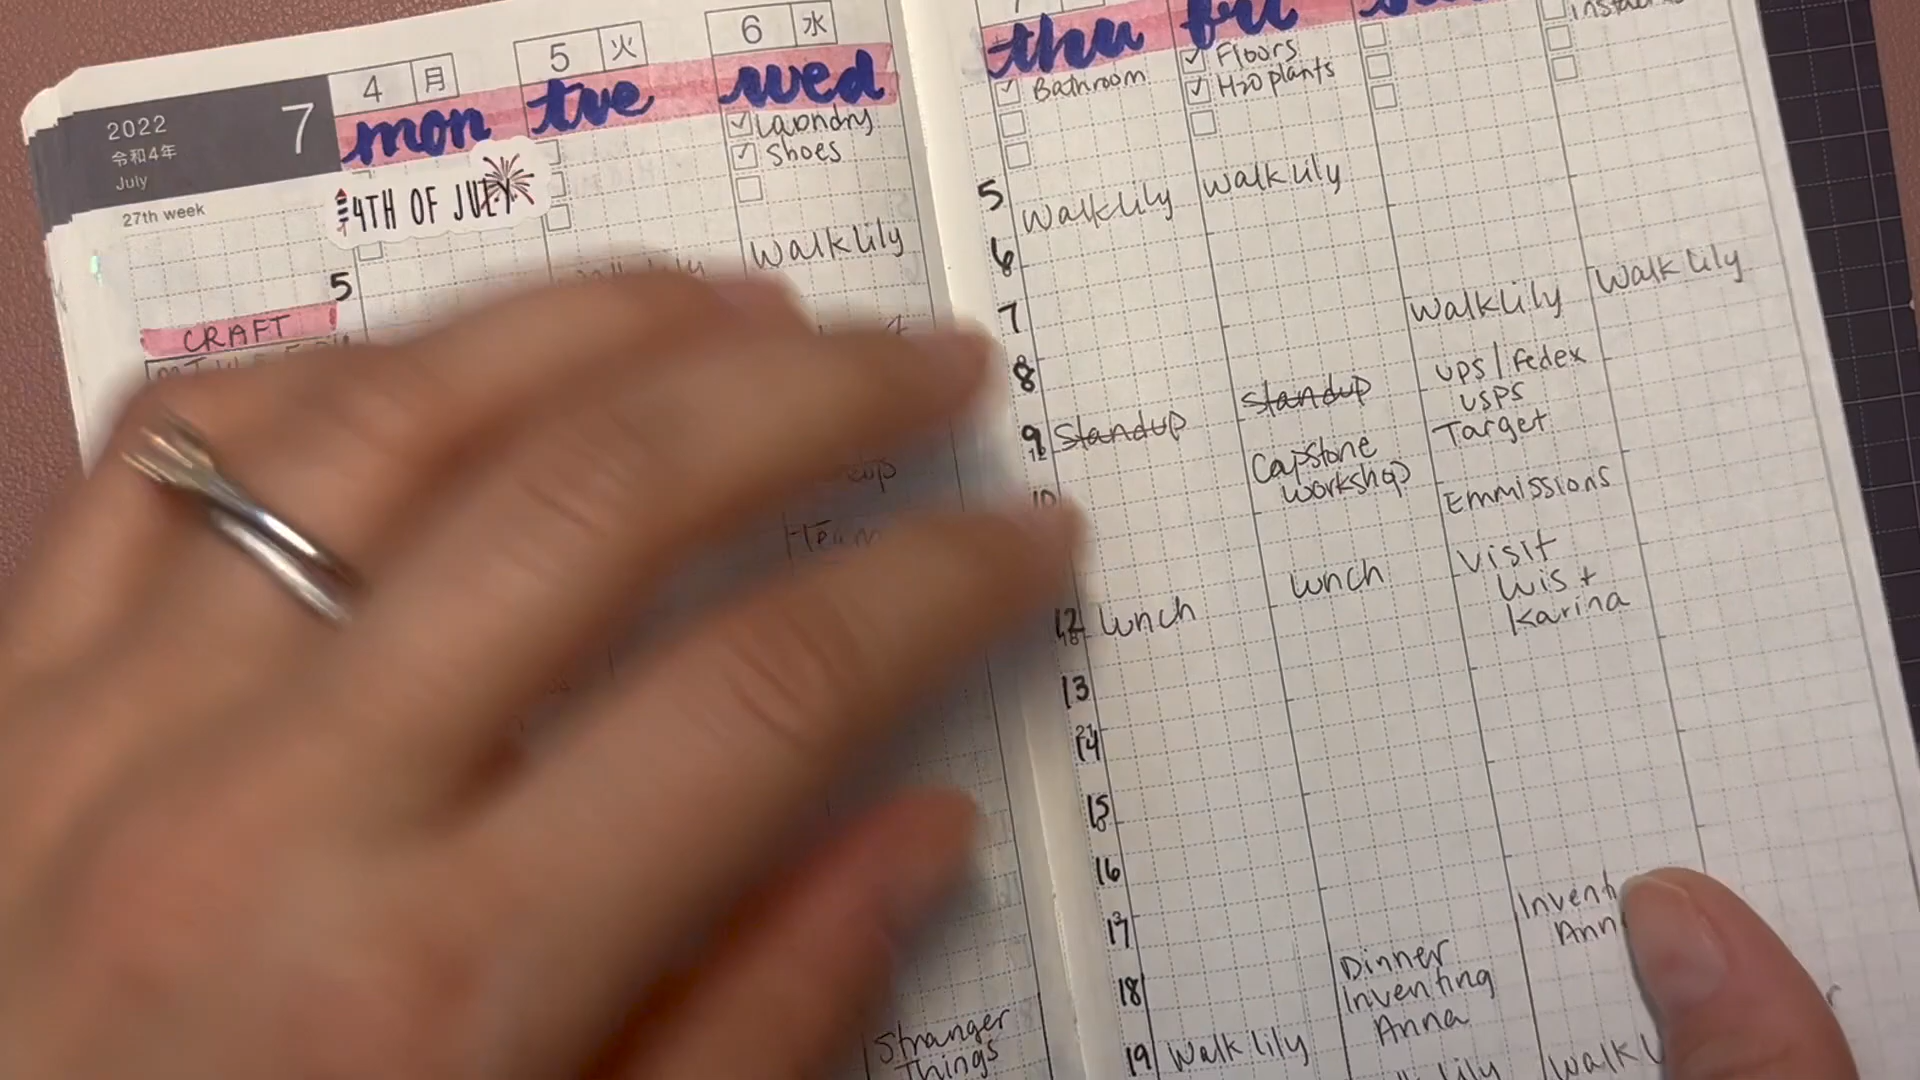 2022
令和4年
July
7
27th week
4 月
5 火
6 水
mon tue wed
4TH OF JULY
Laundry
Shoes
Walk Lily
5
CRAFT
thu fri
Bathroom
Floors
H2O plants
5
6
7
8
9
12
10
12
18
13
14
21
15
16
17
18
19
Walk Lily
Standup
Lunch
Walk Lily
Walk Lily
Standup
Capstone
workshop
Lunch
Dinner
Inventing
Anna
Walk Lily
UPS / Fedex
USPS
Target
Emmissions
Visit
Luis +
Karina
Walk Lily
Stranger
Things